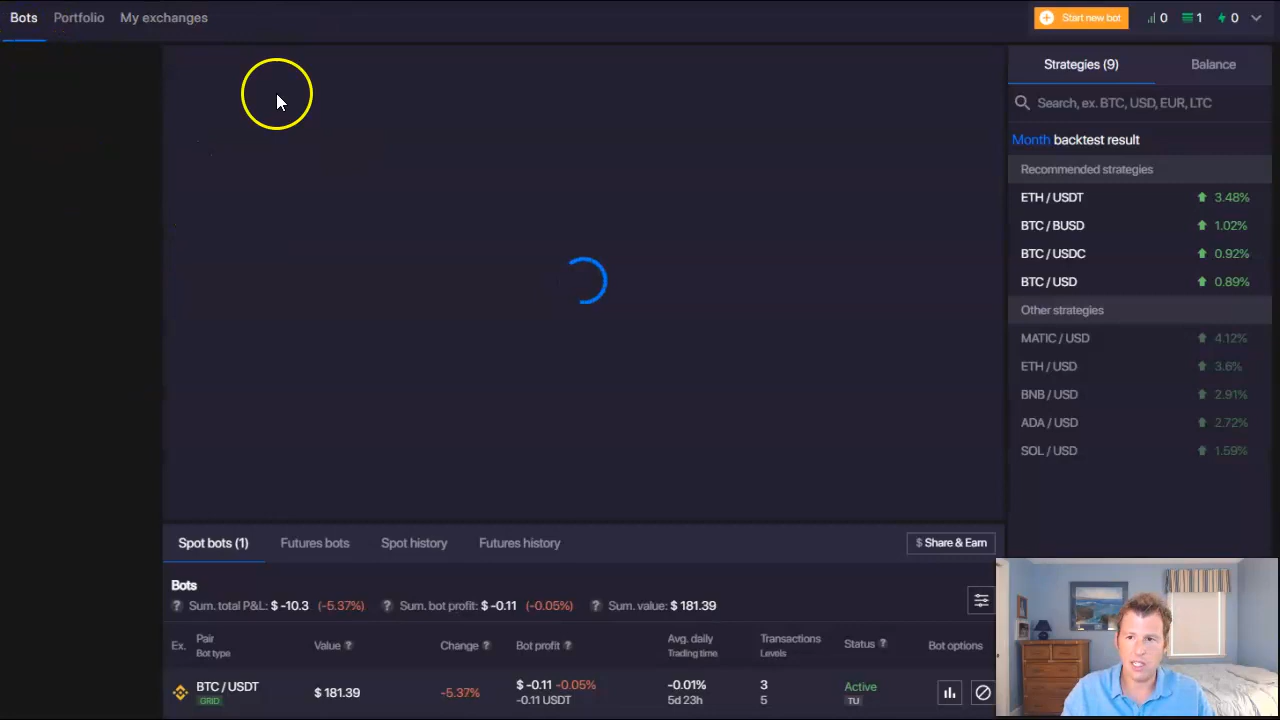 Bots Portfolio My exchanges Start new bot 0 1 0
Strategies (9) Balance
Search, ex. BTC, USD, EUR, LTC
Month backtest result
Recommended strategies
ETH / USDT 3.48%
BTC / BUSD 1.02%
BTC / USDC 0.92%
BTC / USD 0.89%
Other strategies
MATIC / USD 4.12%
ETH / USD 3.6%
BNB / USD 2.91%
ADA / USD 2.72%
SOL / USD 1.59%
Spot bots (1) Futures bots Spot history Futures history $ Share & Earn
Bots
? Sum. total P&L: $ -10.3 (-5.37%) ? Sum. bot profit: $ -0.11 (-0.05%) ? Sum. value: $ 181.39
Ex. Pair Value ? Change ? Bot profit ? Avg. daily Transactions Status ? Bot options
Bot type Trading time Levels
BTC / USDT $ 181.39 -5.37% $ -0.11 -0.05% -0.01% 3 Active
GRID -0.11 USDT 5d 23h 5 TU